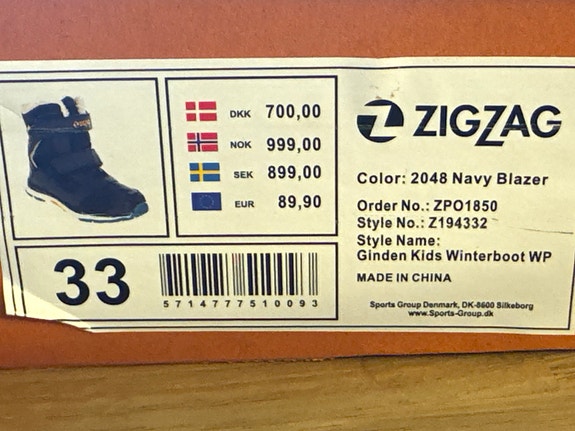 DKK 700,00
NOK 999,00
SEK 899,00
EUR 89,90
33
5714777510093
ZIGZAG
Color: 2048 Navy Blazer
Order No.: ZPO1850
Style No.: Z194332
Style Name:
Ginden Kids Winterboot WP
MADE IN CHINA
Sports Group Denmark, DK-8600 Silkeborg
www.Sports-Group.dk